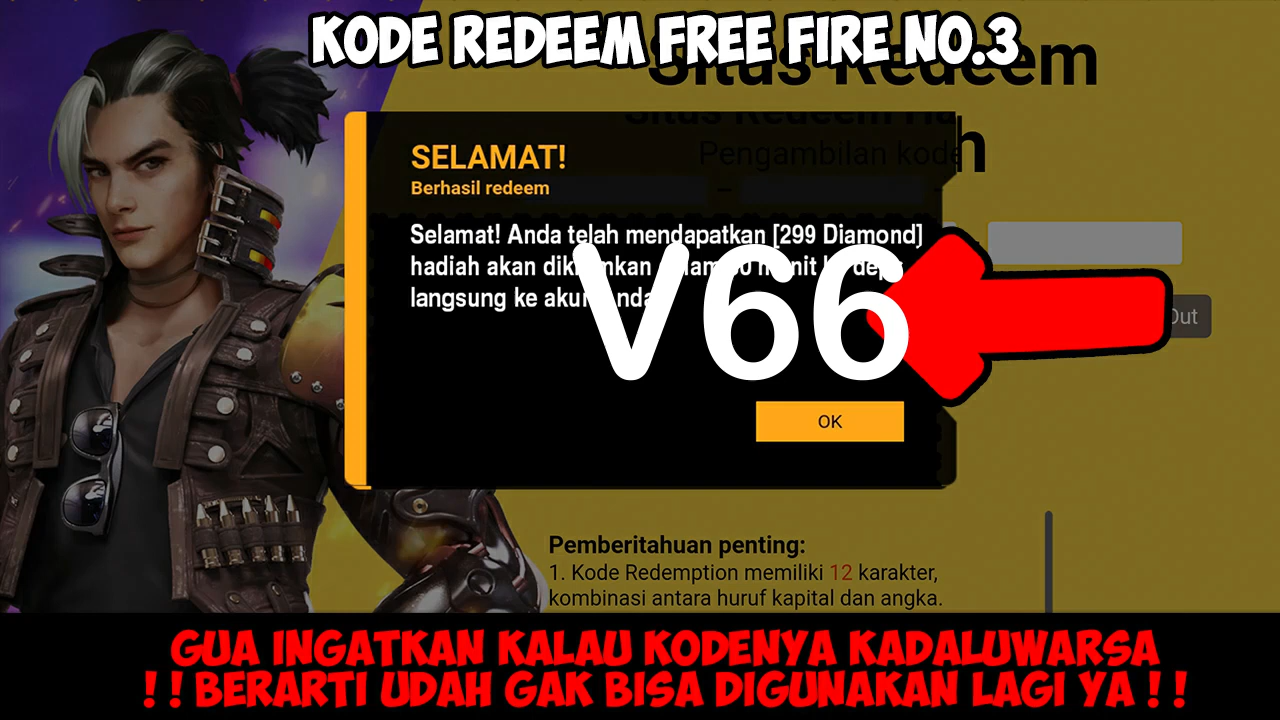 KODE REDEEM FREE FIRE NO.3
Situs Redeem
Pengambilan kode
SELAMAT!
Berhasil redeem
Selamat! Anda telah mendapatkan [299 Diamond]
hadiah akan
langsung ke
V66
Out
OK
Pemberitahuan penting:
1. Kode Redemption memiliki 12 karakter,
kombinasi antara huruf kapital dan angka.
GUA INGATKAN KALAU KODENYA KADALUWARSA
!! BERARTI UDAH GAK BISA DIGUNAKAN LAGI YA !!